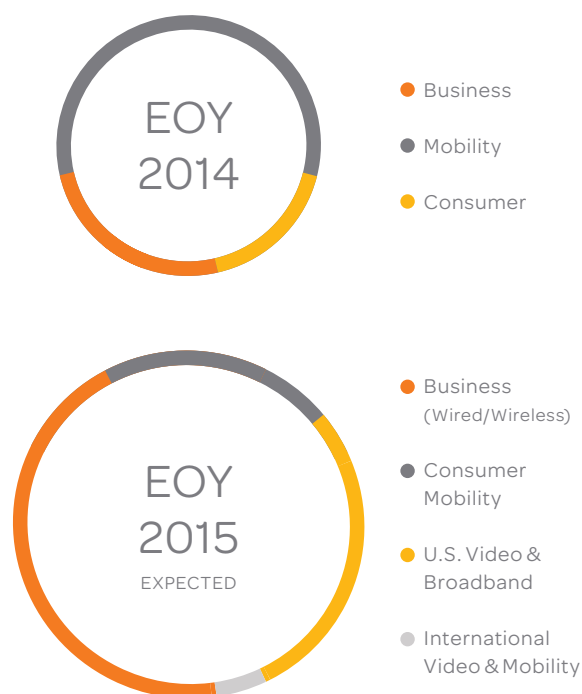 EOY
2014
Business
Mobility
Consumer
EOY
2015
EXPECTED
Business
(Wired/Wireless)
Consumer
Mobility
U.S. Video &
Broadband
International
Video & Mobility